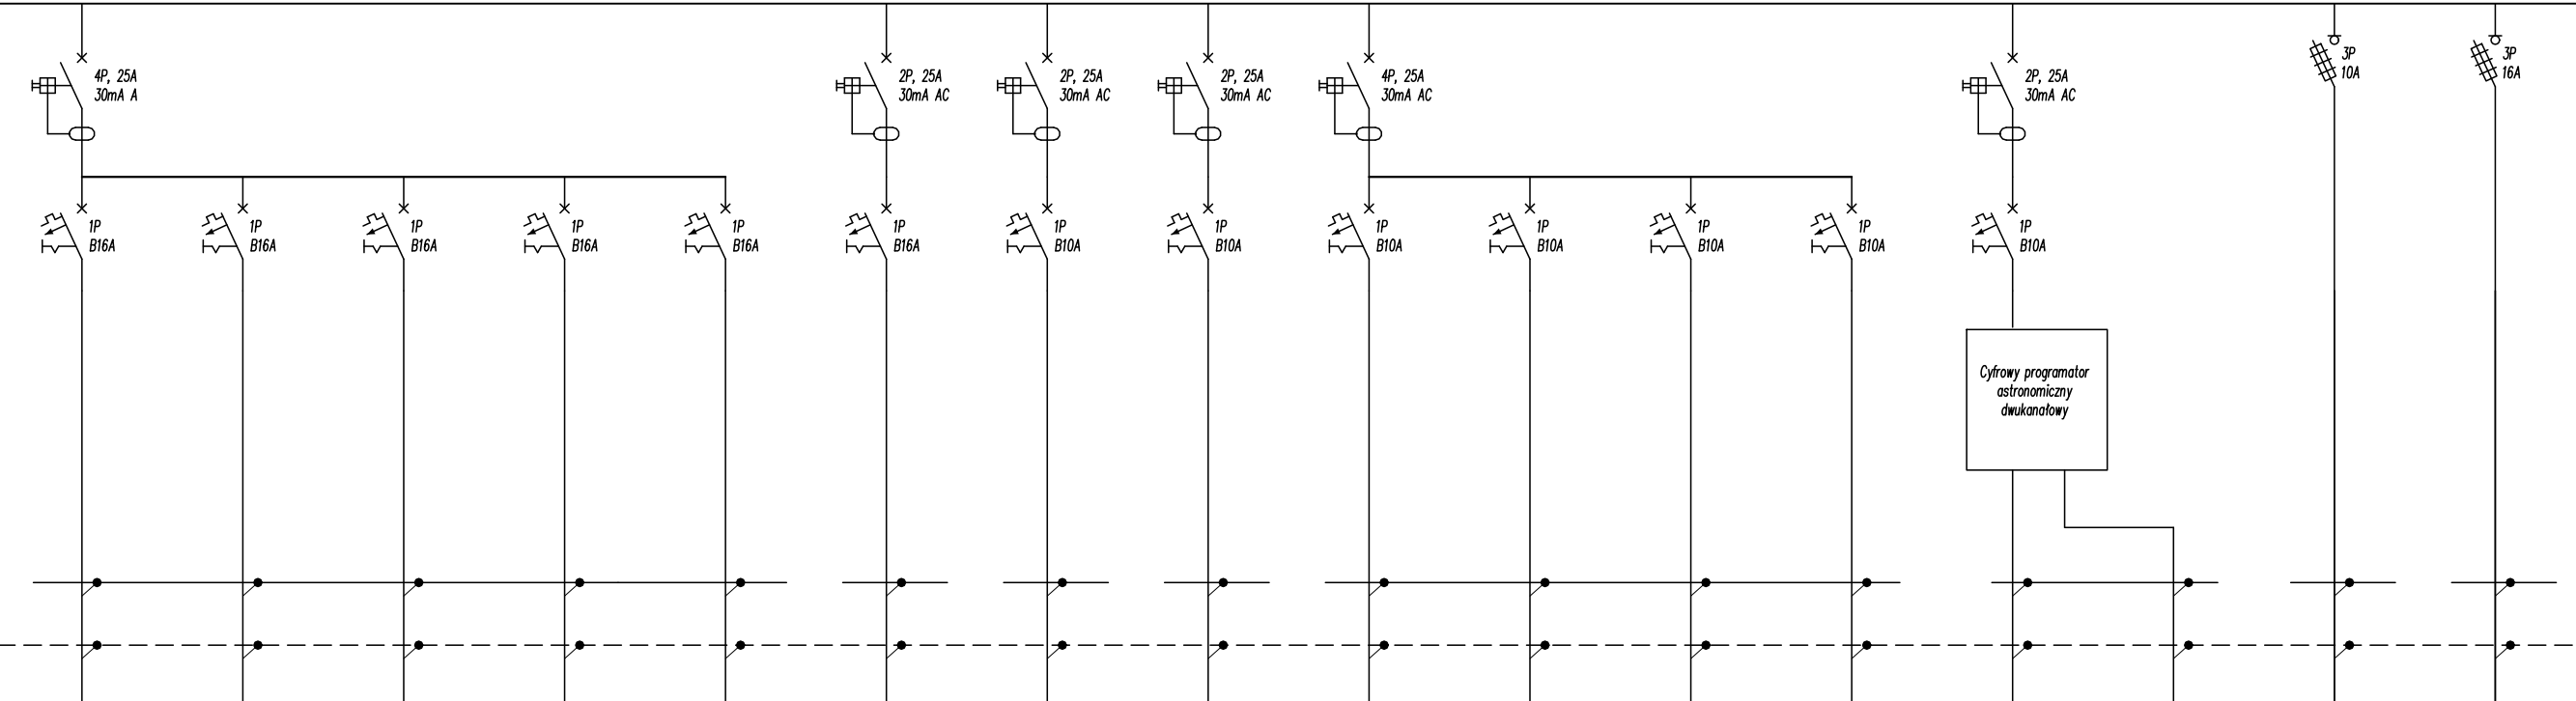 4P, 25A
30mA A
2P, 25A
30mA AC
2P, 25A
30mA AC
2P, 25A
30mA AC
4P, 25A
30mA AC
2P, 25A
30mA AC
3P
10A
3P
16A
1P
B16A
1P
B16A
1P
B16A
1P
B16A
1P
B16A
1P
B16A
1P
B10A
1P
B10A
1P
B10A
1P
B10A
1P
B10A
1P
B10A
1P
B10A
Cyfrowy programator
astronomiczny
dwukanałowy